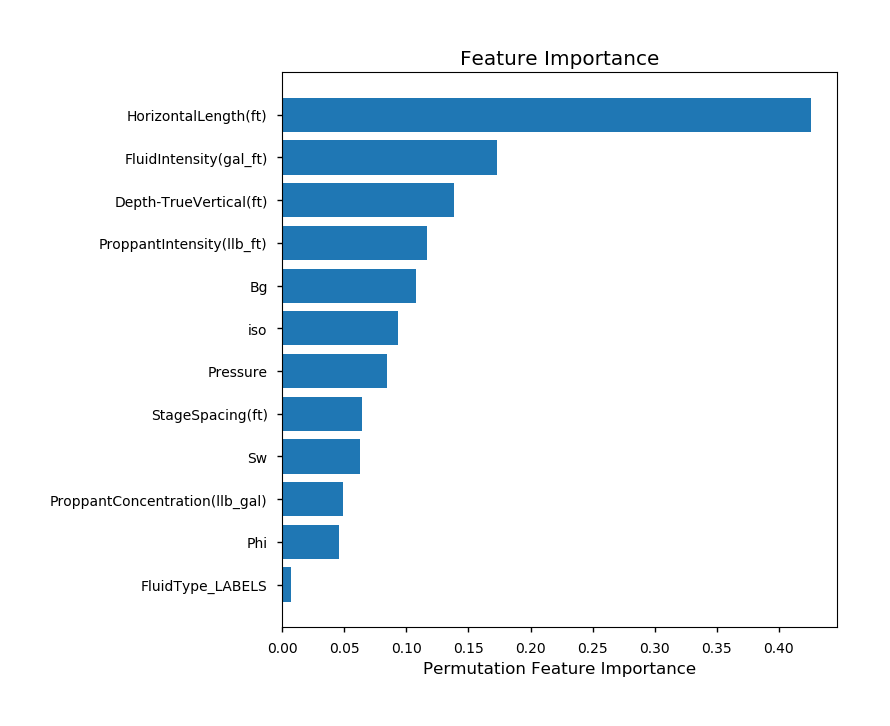 Feature Importance
HorizontalLength(ft)
FluidIntensity(gal_ft)
Depth-TrueVertical(ft)
ProppantIntensity(llb_ft)
Bg
iso
Pressure
StageSpacing(ft)
Sw
ProppantConcentration(llb_gal)
Phi
FluidType_LABELS
0.00 0.05 0.10 0.15 0.20 0.25 0.30 0.35 0.40
Permutation Feature Importance